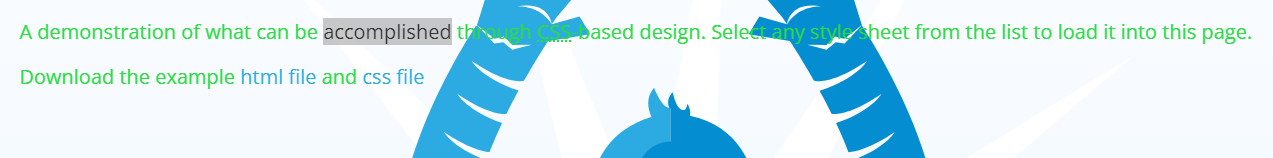 A demonstration of what can be accomplished through CSS based design. Select any style sheet from the list to load it into this page.
Download the example html file and css file